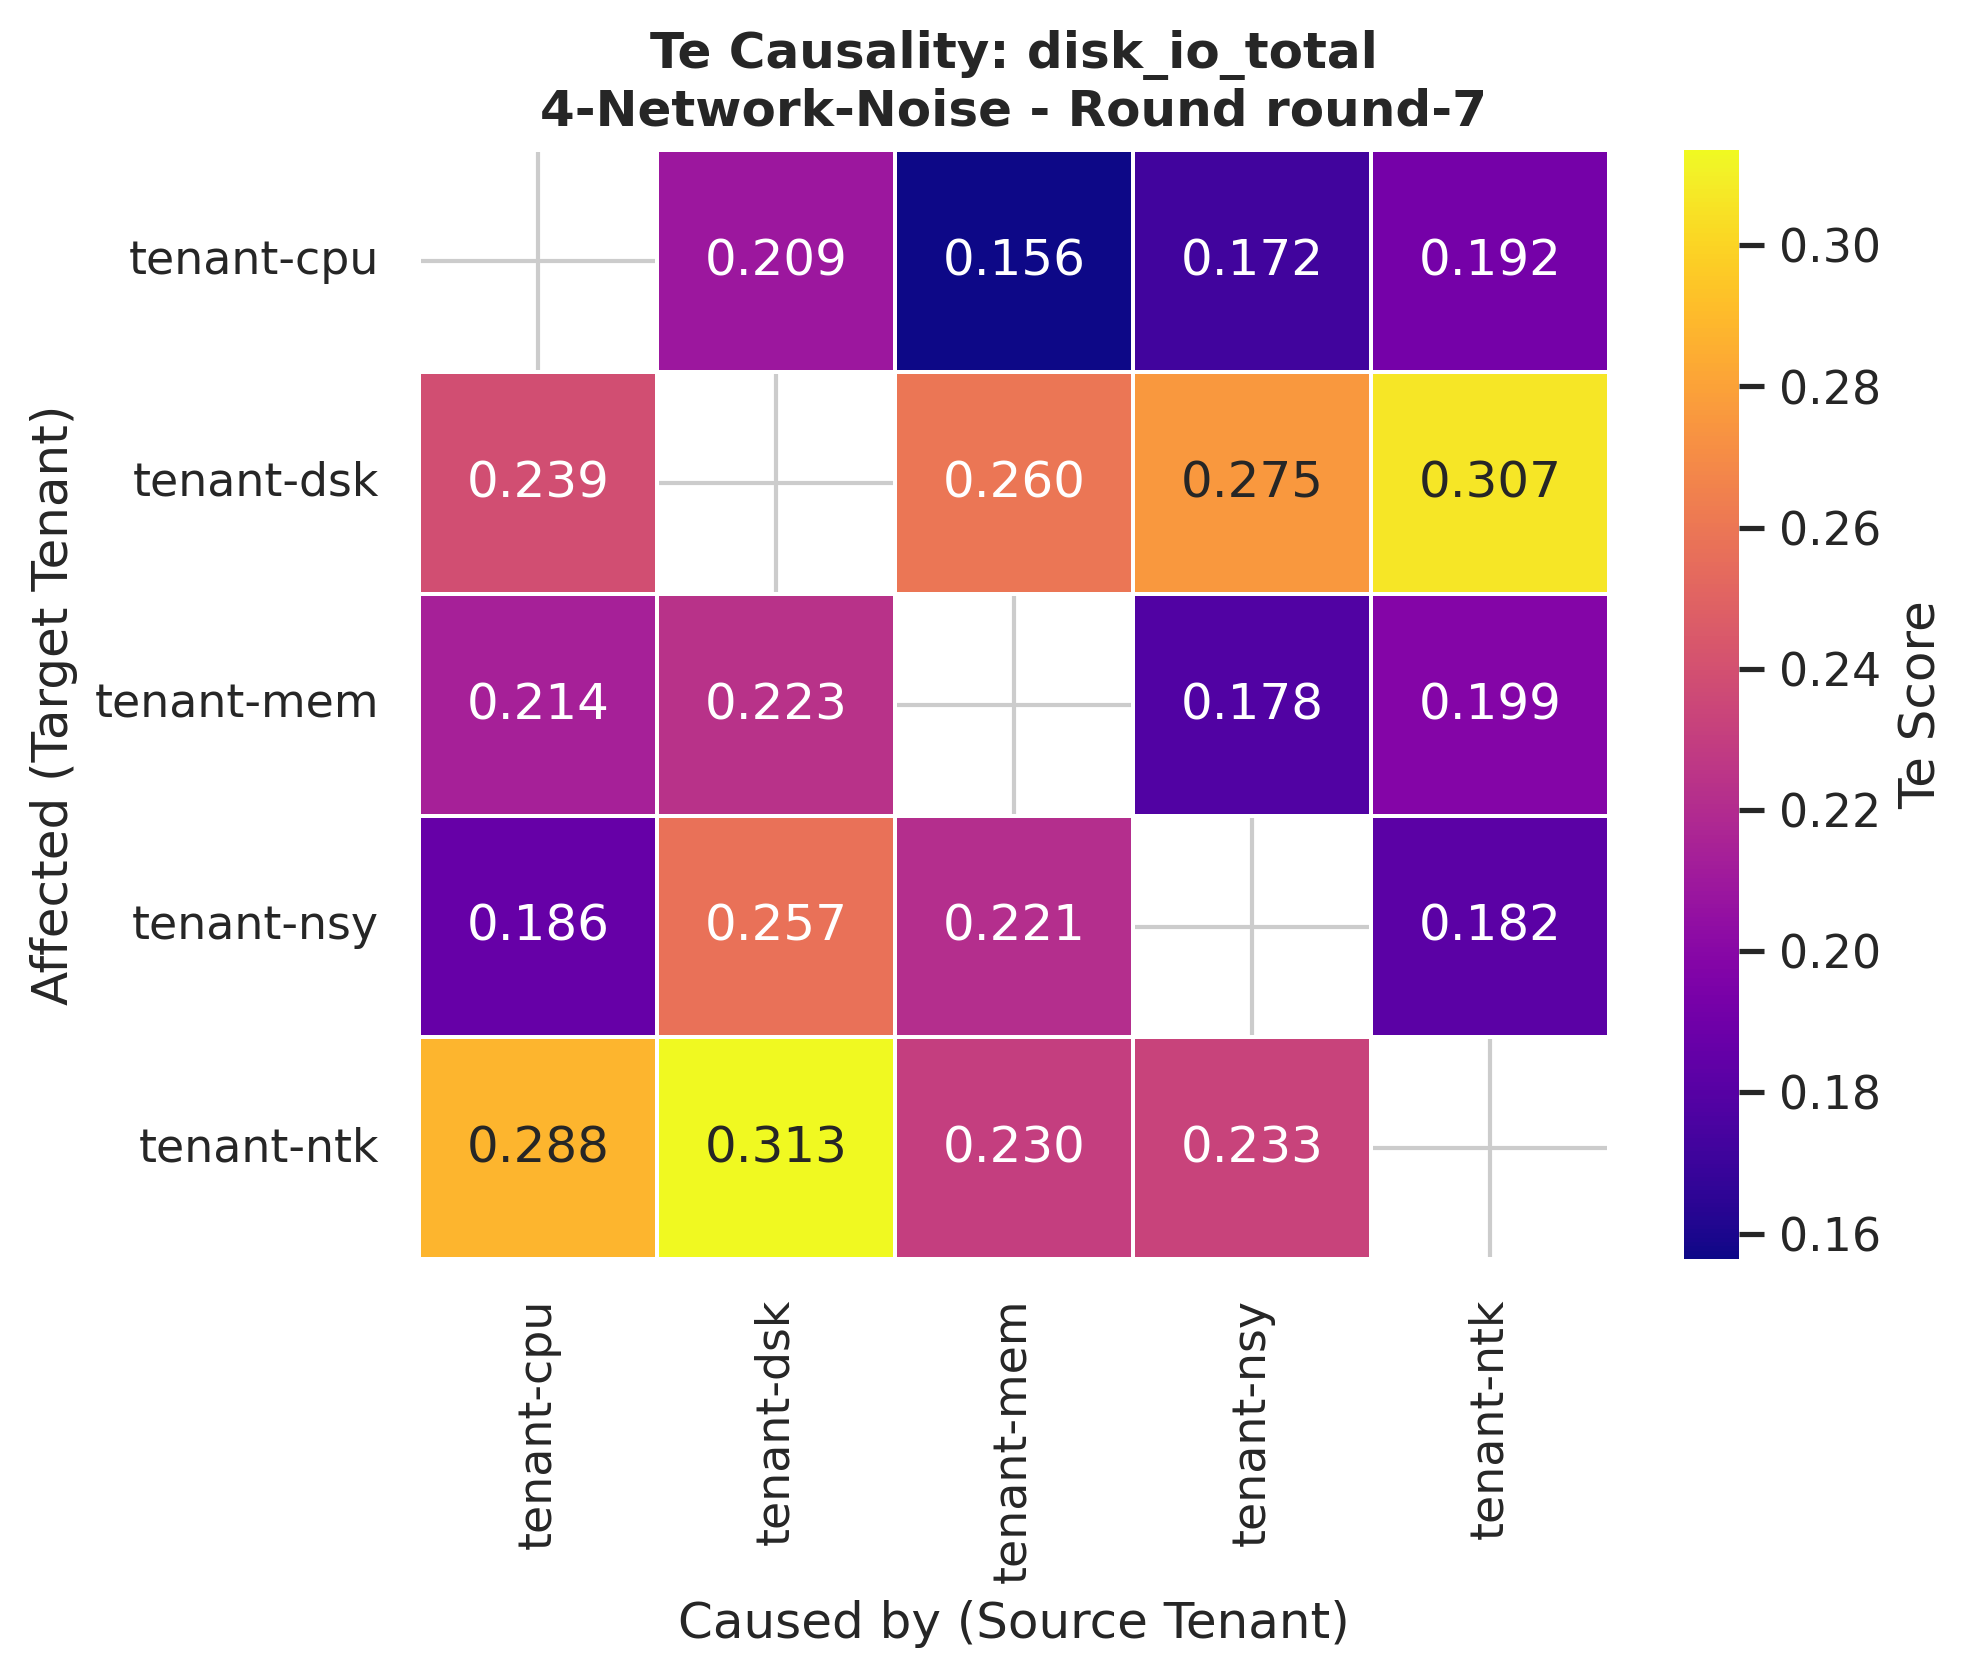 Te Causality: disk_io_total
4-Network-Noise - Round round-7
Affected (Target Tenant)
tenant-cpu
0.209 0.156 0.172 0.192
tenant-dsk
0.239 0.260 0.275 0.307
tenant-mem
0.214 0.223 0.178 0.199
tenant-nsy
0.186 0.257 0.221 0.182
tenant-ntk
0.288 0.313 0.230 0.233
tenant-cpu
tenant-dsk
tenant-mem
tenant-nsy
tenant-ntk
Caused by (Source Tenant)
0.30
0.28
0.26
0.24
0.22
0.20
0.18
0.16
Te Score